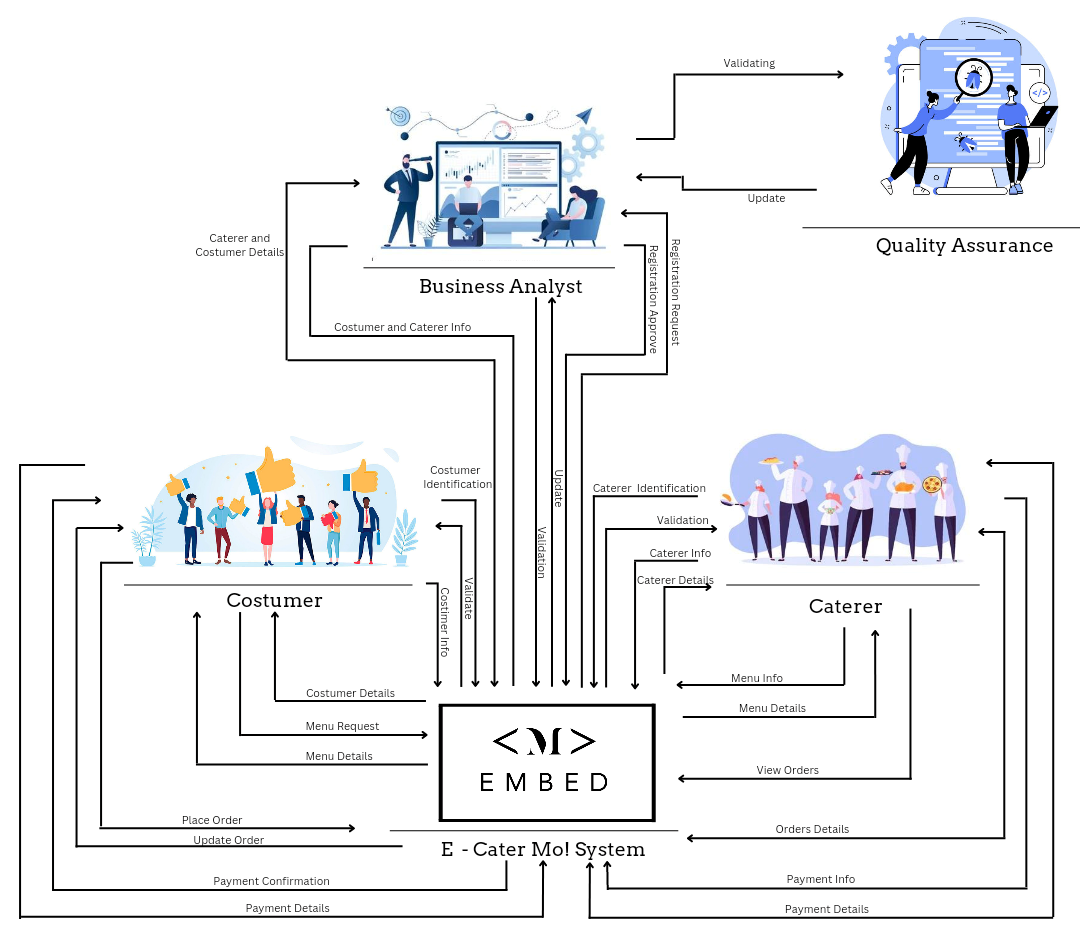 Validating
Update
Quality Assurance
Caterer and
Costumer Details
Business Analyst
Registration Approve
Registration Request
Costumer and Caterer Info
Costumer
Identification
Update
Validation
Caterer Identification
Validation
Caterer Info
Caterer Details
Costumer
Validate
Costimer Info
Caterer
Costumer Details
Menu Request
Menu Details
Menu Info
Menu Details
View Orders
<M>
EMBED
Place Order
Update Order
Orders Details
E - Cater Mo! System
Payment Confirmation
Payment Details
Payment Info
Payment Details